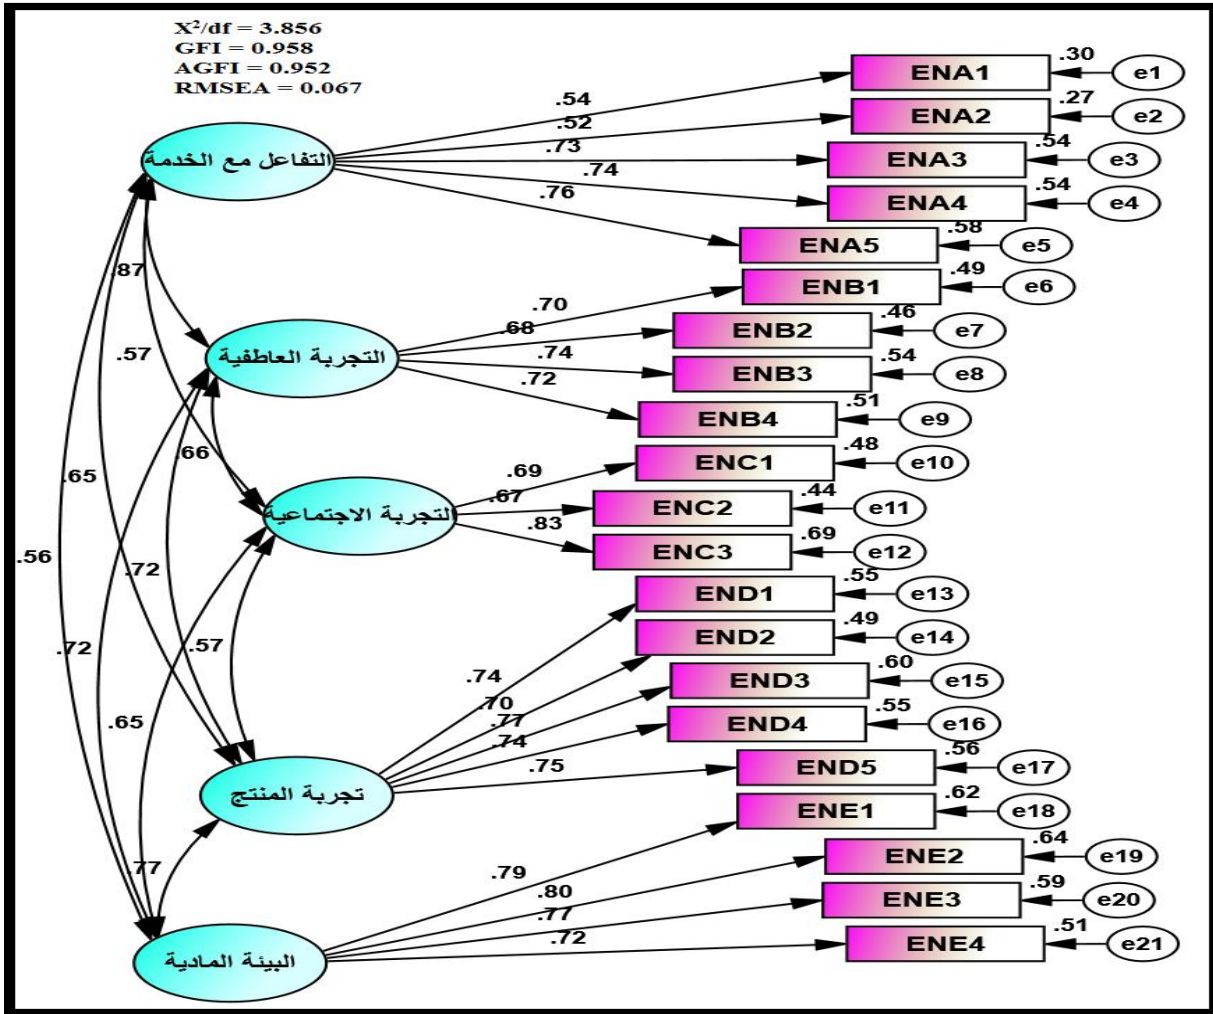 X²/df = 3.856
GFI = 0.958
AGFI = 0.952
RMSEA = 0.067
.30
ENA1
e1
.54
.27
ENA2
e2
.52
.54
ENA3
e3
.73
التفاعل مع الخدمة
.54
ENA4
e4
.74
.76
.58
ENA5
e5
.87
.49
ENB1
e6
.70
.46
ENB2
e7
.68
.57
التجربة العاطفية
.54
ENB3
e8
.74
.72
.51
ENB4
e9
.66
.48
ENC1
e10
.69
.65
.67
.44
ENC2
e11
التجربة الاجتماعية
.83
.69
ENC3
e12
.56
.72
.55
END1
e13
.49
END2
e14
.72
.57
.74
.60
END3
e15
.70
.77
.65
.55
END4
e16
.74
.75
.56
END5
e17
تجربة المنتج
.62
ENE1
e18
.77
.79
.64
ENE2
e19
.80
.59
ENE3
e20
.77
.72
.51
ENE4
e21
البيئة المادية